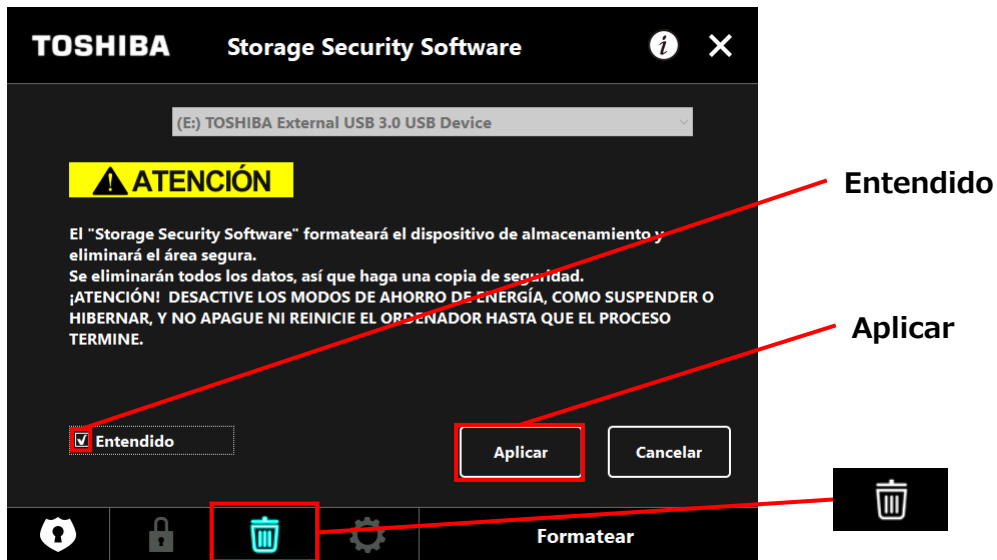 TOSHIBA Storage Security Software
(E:) TOSHIBA External USB 3.0 USB Device
ATENCIÓN
El "Storage Security Software" formateará el dispositivo de almacenamiento y
eliminará el área segura.
Se eliminarán todos los datos, así que haga una copia de seguridad.
¡ATENCIÓN! DESACTIVE LOS MODOS DE AHORRO DE ENERGÍA, COMO SUSPENDER O
HIBERNAR, Y NO APAGUE NI REINICIE EL ORDENADOR HASTA QUE EL PROCESO
TERMINE.
Entendido
Aplicar Cancelar
Formatear
Entendido
Aplicar